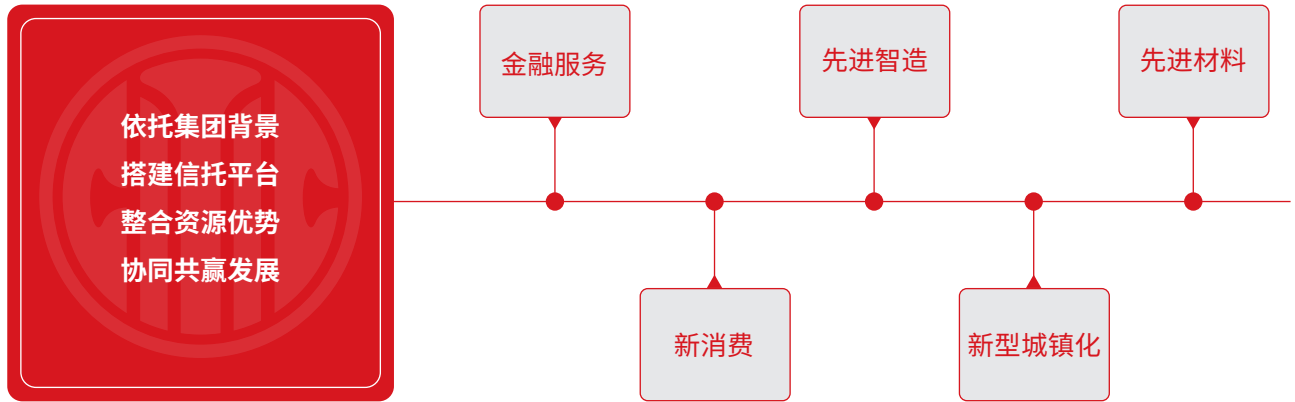 依托集团背景
搭建信托平台
整合资源优势
协同共赢发展
金融服务
先进智造
先进材料
新消费
新型城镇化